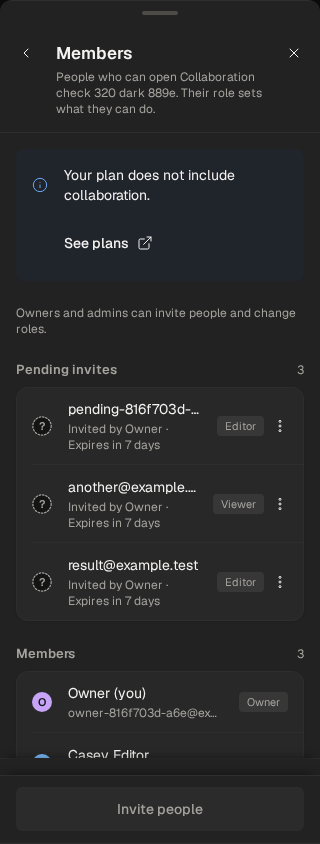 Members
People who can open Collaboration
check 320 dark 889e. Their role sets
what they can do.
Your plan does not include
collaboration.
See plans
Owners and admins can invite people and change
roles.
Pending invites 3
pending-816f703d-...
Invited by Owner ·
Expires in 7 days
Editor
another@example....
Invited by Owner ·
Expires in 7 days
Viewer
result@example.test
Invited by Owner ·
Expires in 7 days
Editor
Members 3
Owner (you)
owner-816f703d-a6e@ex...
Owner
Casey Editor
Invite people